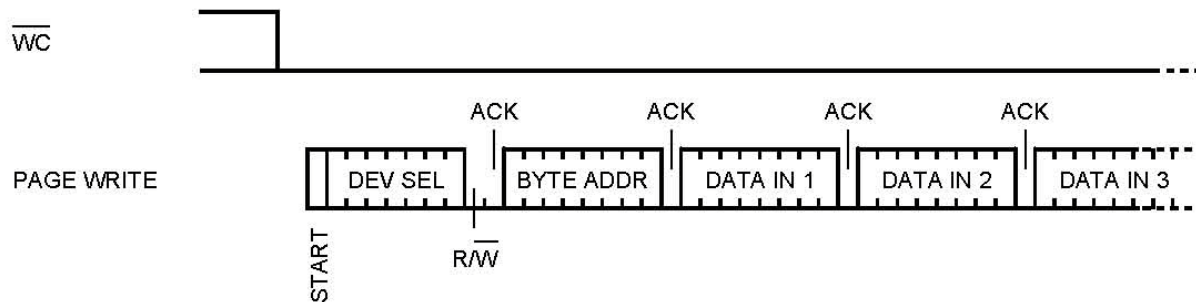 WC
ACK ACK ACK ACK
PAGE WRITE DEV SEL BYTE ADDR DATA IN 1 DATA IN 2 DATA IN 3
START
R/W